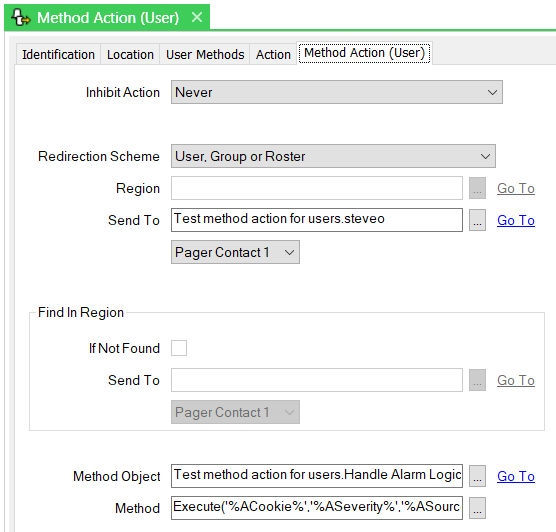 Method Action (User)
Identification Location User Methods Action Method Action (User)
Inhibit Action Never
Redirection Scheme User, Group or Roster
Region ... Go To
Send To Test method action for users.steveo ... Go To
Pager Contact 1
Find In Region
If Not Found
Send To ... Go To
Pager Contact 1
Method Object Test method action for users.Handle Alarm Logic ... Go To
Method Execute('%ACookie%','%ASeverity%','%ASourc ...